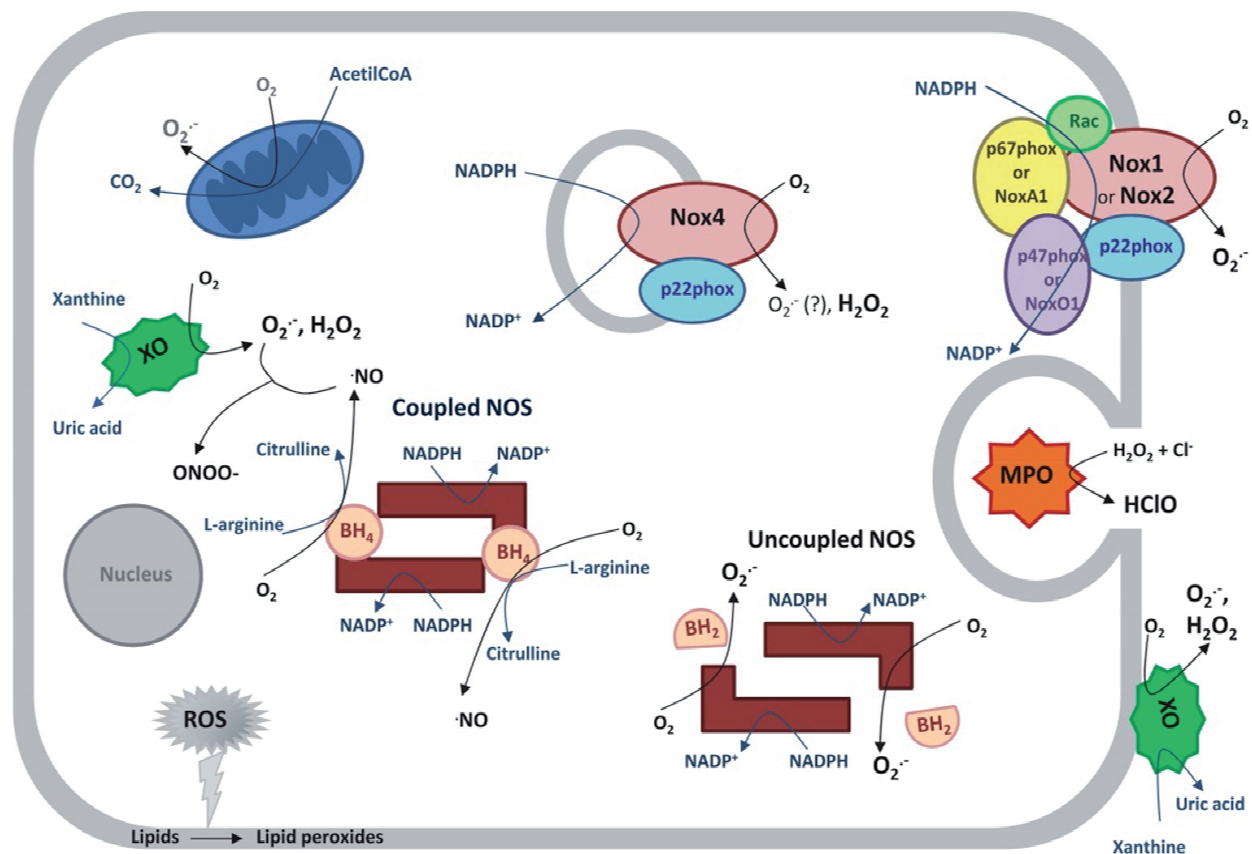 AcetilCoA
O₂
O₂·-
CO₂
NADPH
O₂
Nox4
p22phox
NADP⁺
O₂·- (?), H₂O₂
NADPH
Rac
O₂
p67phox
or
NoxA1
Nox1
or Nox2
p22phox
p47phox
or
NoxO1
O₂·-
NADP⁺
O₂
Xanthine
XO
O₂·-, H₂O₂
Uric acid
·NO
ONOO-
Coupled NOS
Citrulline
NADPH
NADP⁺
L-arginine
BH₄
BH₄
O₂
L-arginine
O₂
NADP⁺
NADPH
Citrulline
·NO
Nucleus
MPO
H₂O₂ + Cl⁻
HClO
Uncoupled NOS
O₂·-
NADPH
NADP⁺
BH₂
O₂
O₂
BH₂
NADP⁺
NADPH
O₂·-
O₂·-,
H₂O₂
O₂
XO
Uric acid
Xanthine
ROS
Lipids
Lipid peroxides